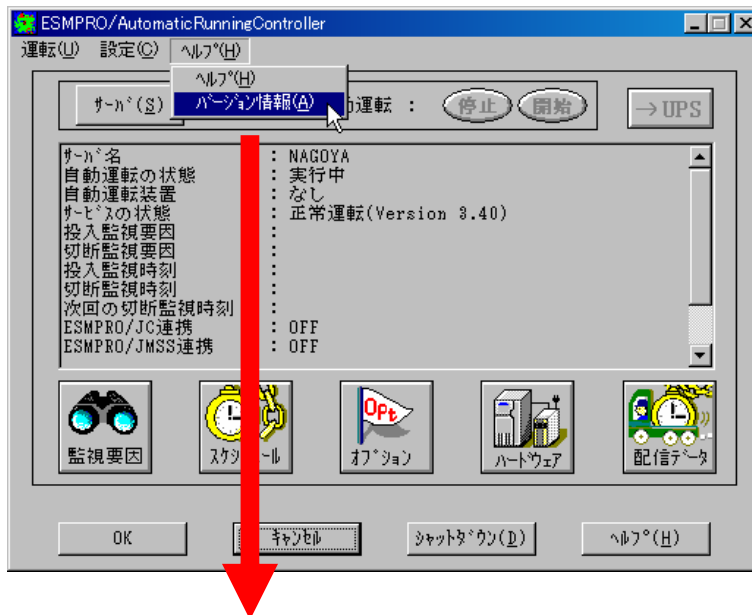 ESMPRO/AutomaticRunningController
運転(U) 設定(C) ﾍﾙﾌﾟ(H)
ﾍﾙﾌﾟ(H)
ﾊﾞｰｼﾞｮﾝ情報(A)
ｻｰﾊﾞ(S) 動運転 : 停止 開始 →UPS
ｻｰﾊﾞ名 : NAGOYA
自動運転の状態 : 実行中
自動運転装置 : なし
ｻｰﾋﾞｽの状態 : 正常運転(Version 3.40)
投入監視要因 :
切断監視要因 :
投入監視時刻 :
切断監視時刻 :
次回の切断監視時刻 :
ESMPRO/JC連携 : OFF
ESMPRO/JMSS連携 : OFF
Opt
監視要因 ｽｹｼﾞｭｰﾙ ｵﾌﾟｼｮﾝ ﾊｰﾄﾞｳｪｱ 配信ﾃﾞｰﾀ
OK ｷｬﾝｾﾙ ｼｬｯﾄﾀﾞｳﾝ(D) ﾍﾙﾌﾟ(H)